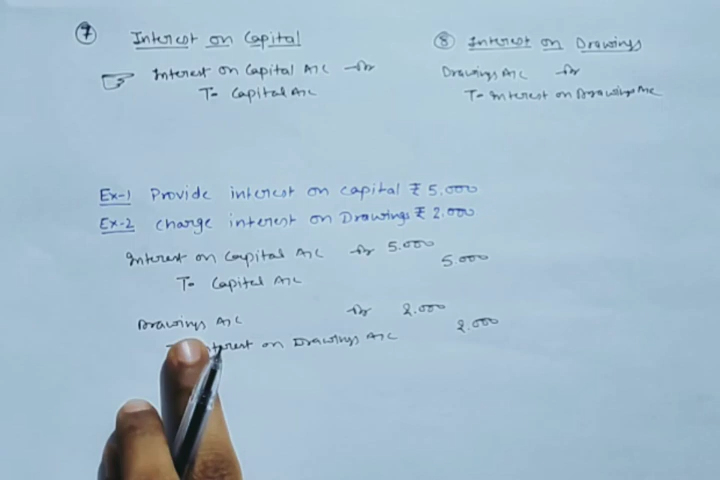 7 Interest on Capital
Interest on Capital A/c Dr
To Capital A/c
8 Interest on Drawings
Drawings A/c Dr
To Interest on Drawings A/c
Ex-1 Provide interest on capital ₹ 5.000
Ex-2 charge interest on Drawings ₹ 2.000
Interest on Capital A/c Dr 5.000
To Capital A/c 5.000
Drawings A/c Dr 2.000
on Drawings A/c 2.000